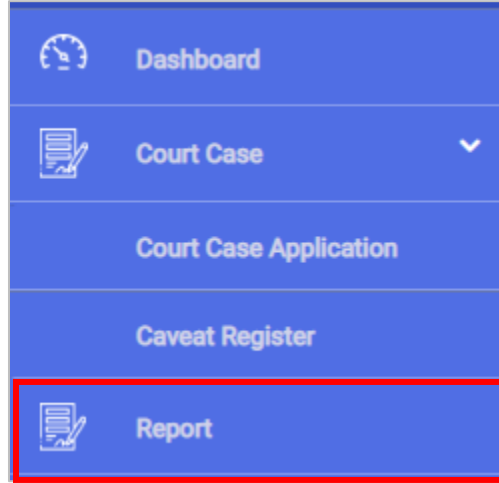 Dashboard
Court Case
Court Case Application
Caveat Register
Report